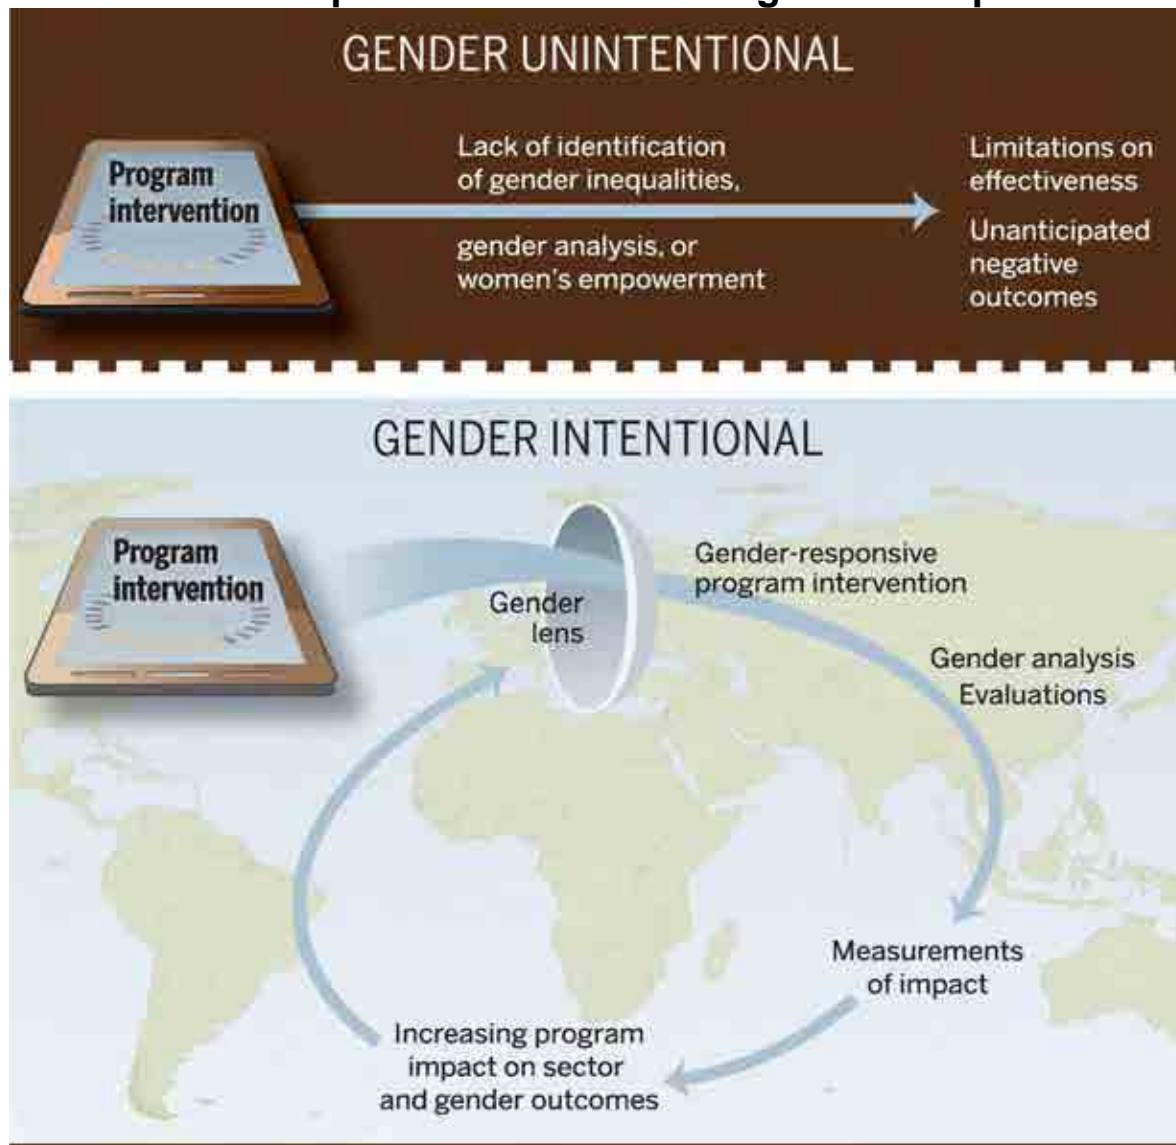 GENDER UNINTENTIONAL
Program
intervention
Lack of identification
of gender inequalities,
gender analysis, or
women's empowerment
Limitations on
effectiveness
Unanticipated
negative
outcomes
GENDER INTENTIONAL
Program
intervention
Gender
lens
Gender-responsive
program intervention
Gender analysis
Evaluations
Measurements
of impact
Increasing program
impact on sector
and gender outcomes